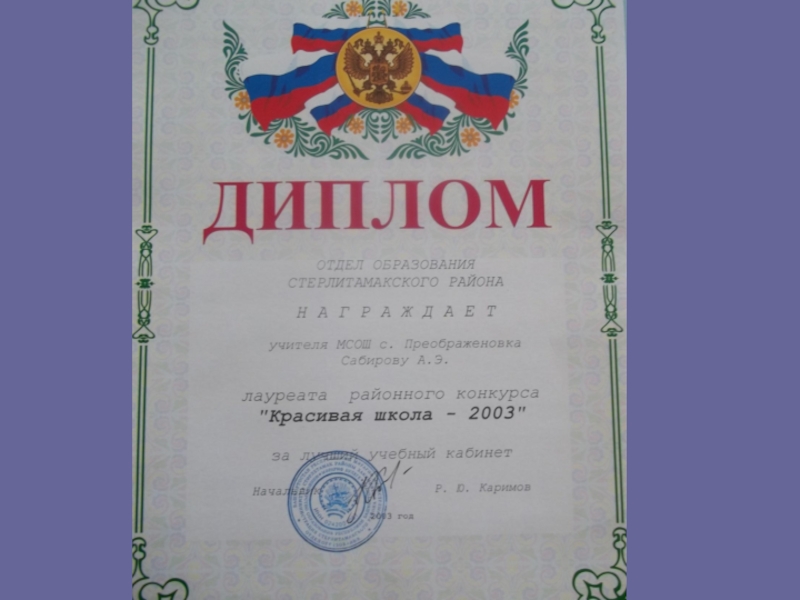 ДИПЛОМ
ОТДЕЛ ОБРАЗОВАНИЯ
СТЕРЛИТАМАКСКОГО РАЙОНА
НАГРАЖДАЕТ
учителя МСОШ с. Преображеновка
Сабирову А.Э.
лауреата районного конкурса
"Красивая школа - 2003"
за лучший учебный кабинет
Начальник Р. Ю. Каримов
2003 год